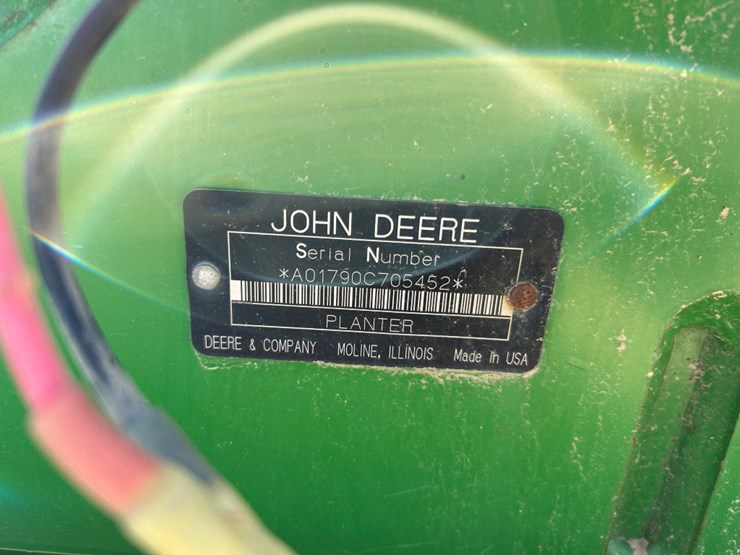 JOHN DEERE
Serial Number
*A01790C705452*
PLANTER
DEERE & COMPANY MOLINE, ILLINOIS Made in USA